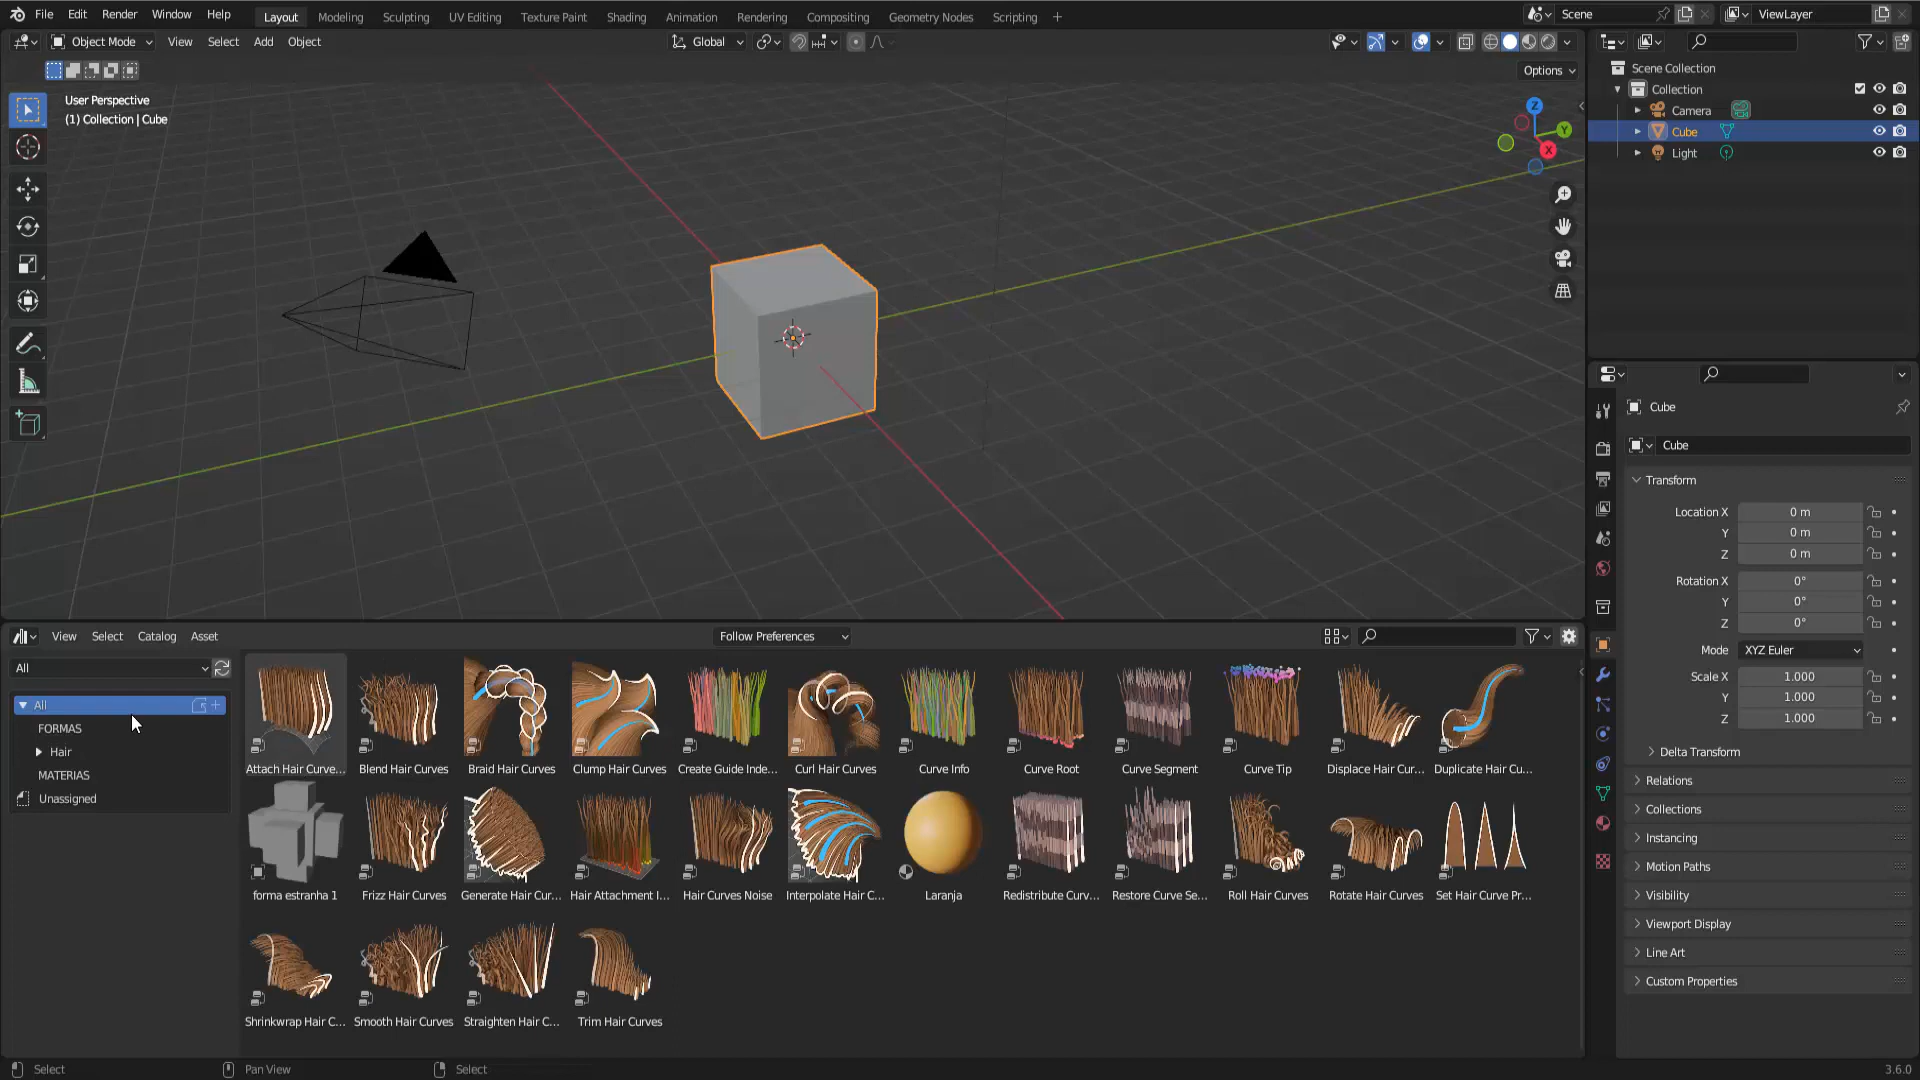 File Edit Render Window Help Layout Modeling Sculpting UV Editing Texture Paint Shading Animation Rendering Compositing Geometry Nodes Scripting + Scene ViewLayer
Object Mode View Select Add Object Global
Options
User Perspective
(1) Collection | Cube
Z
Y
X
Scene Collection
Collection
Camera
Cube
Light
Cube
Cube
Transform
Location X 0 m
Y 0 m
Z 0 m
Rotation X 0°
Y 0°
Z 0°
Mode XYZ Euler
Scale X 1.000
Y 1.000
Z 1.000
Delta Transform
Relations
Collections
Instancing
Motion Paths
Visibility
Viewport Display
Line Art
Custom Properties
View Select Catalog Asset Follow Preferences
All
All
FORMAS
Hair
MATERIAS
Unassigned
Attach Hair Curve... Blend Hair Curves Braid Hair Curves Clump Hair Curves Create Guide Inde... Curl Hair Curves Curve Info Curve Root Curve Segment Curve Tip Displace Hair Cur... Duplicate Hair Cu...
forma estranha 1 Frizz Hair Curves Generate Hair Cur... Hair Attachment I... Hair Curves Noise Interpolate Hair C... Laranja Redistribute Curv... Restore Curve Se... Roll Hair Curves Rotate Hair Curves Set Hair Curve Pr...
Shrinkwrap Hair C... Smooth Hair Curves Straighten Hair C... Trim Hair Curves
Select Pan View Select 3.6.0